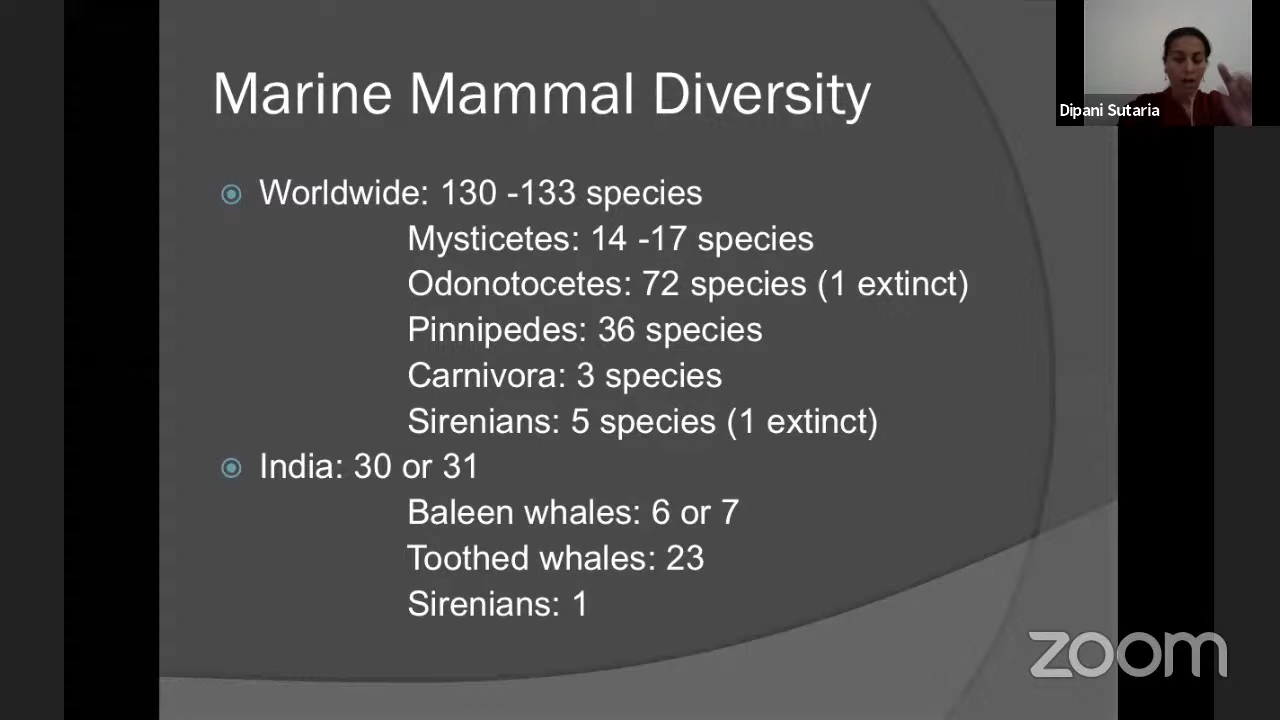 Marine Mammal Diversity
Dipani Sutaria
Worldwide: 130 -133 species
Mysticetes: 14 -17 species
Odonotocetes: 72 species (1 extinct)
Pinnipedes: 36 species
Carnivora: 3 species
Sirenians: 5 species (1 extinct)
India: 30 or 31
Baleen whales: 6 or 7
Toothed whales: 23
Sirenians: 1
zoom